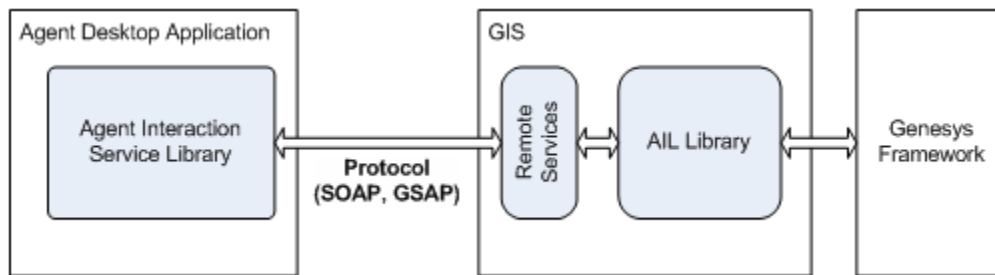 Agent Desktop Application
Agent Interaction
Service Library
Protocol
(SOAP, GSAP)
GIS
Remote
Services
AIL Library
Genesys
Framework